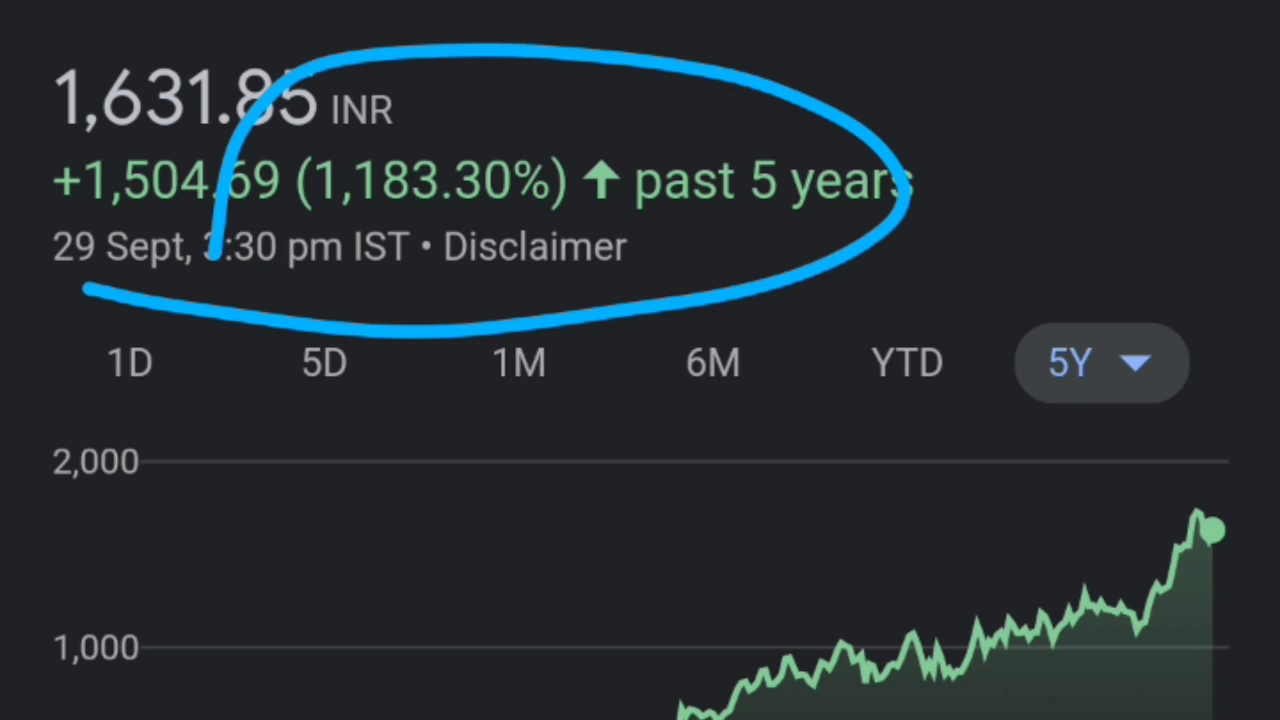 1,631.85 INR
+1,504.69 (1,183.30%) ↑ past 5 years
29 Sept, 3:30 pm IST • Disclaimer
1D 5D 1M 6M YTD 5Y
2,000
1,000